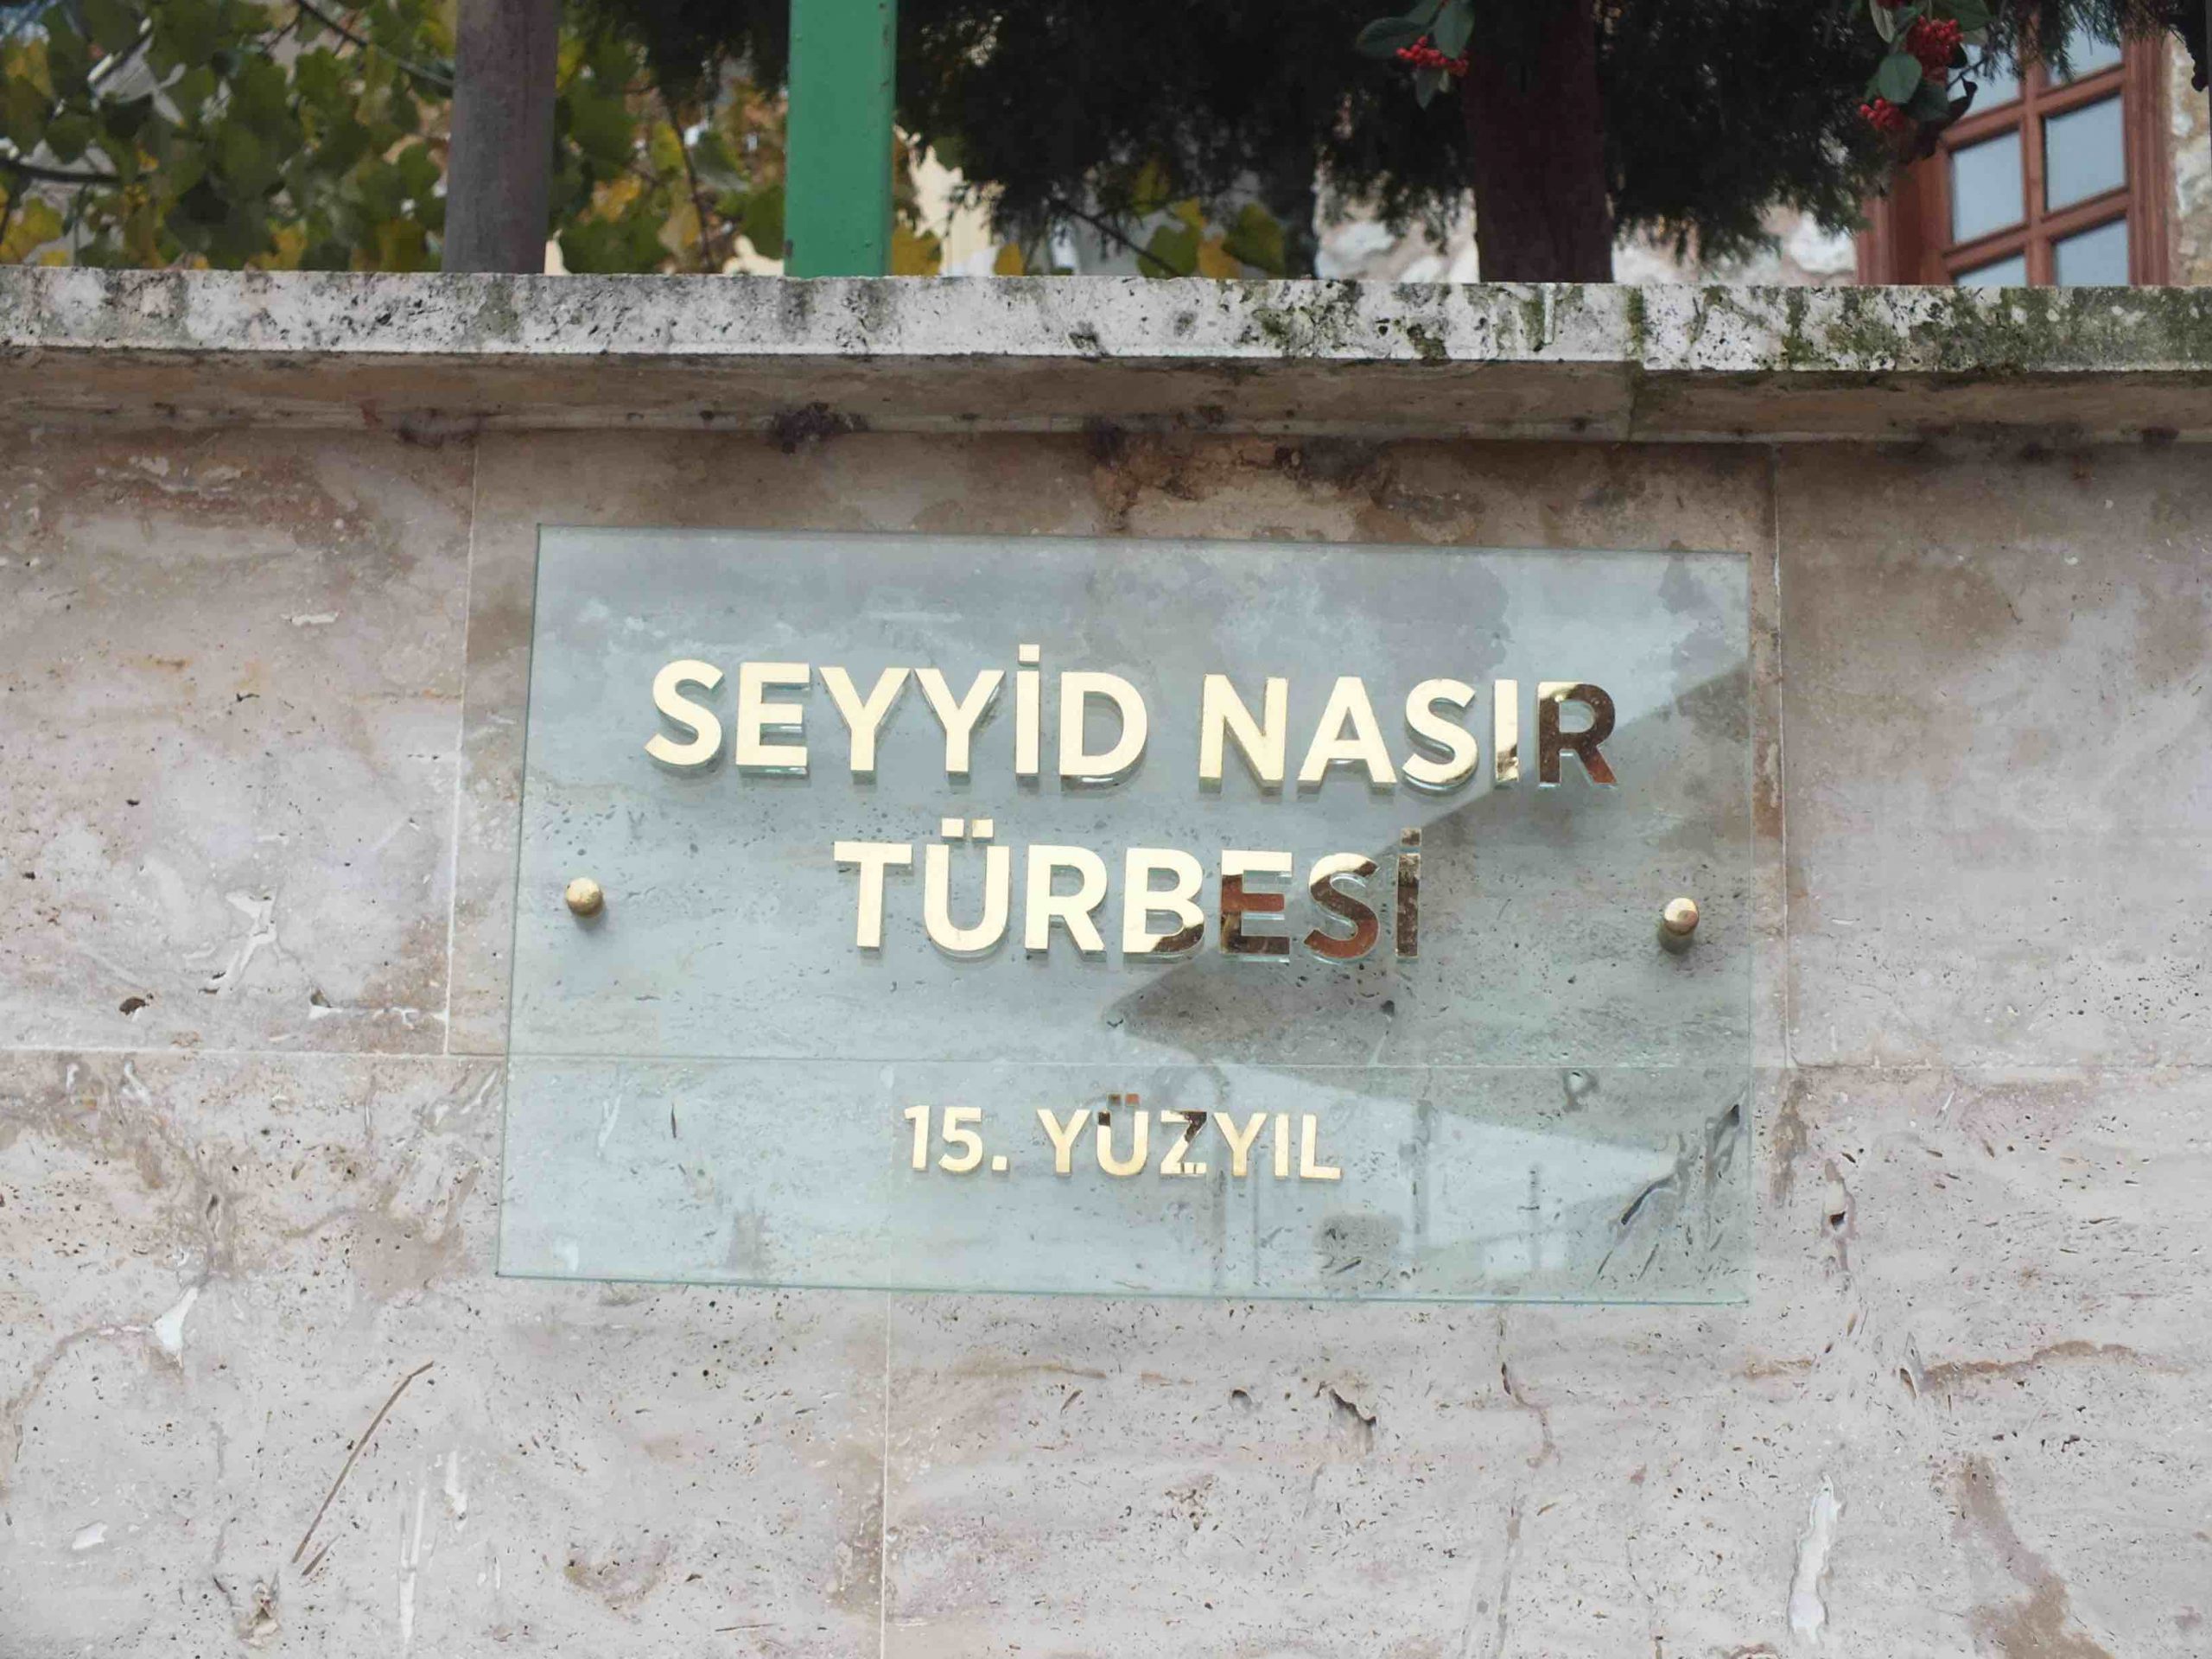 SEYYİD NASIR
TÜRBESİ
15. YÜZYIL